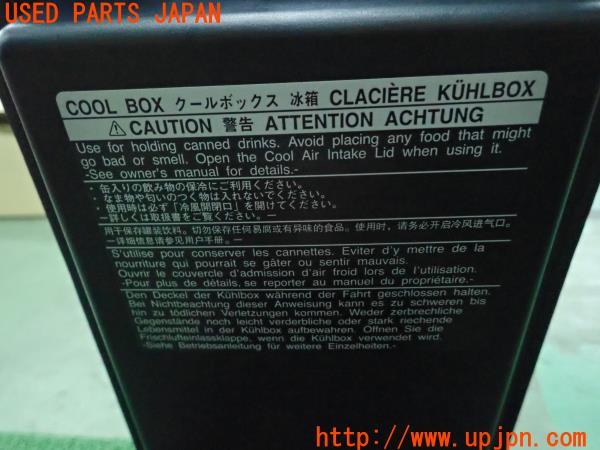 USED PARTS JAPAN
COOL BOX クールボックス 冰箱 CLACIÈRE KÜHLBOX
⚠CAUTION 警告 ATTENTION ACHTUNG
Use for holding canned drinks. Avoid placing any food that might
go bad or smell. Open the Cool Air Intake Lid when using it.
-See owner's manual for details.-
・缶入りの飲み物の保冷にご利用ください。
・なま物や匂いのつく物は入れないでください。
・使用時は必ず「冷風開閉口」を開けてください。
ー詳しくは取扱書をご覧ください。ー
用于保存罐装饮料。切勿保存任何易腐或有异味的食品。使用时，请务必开启冷风进气口。
—详细信息请参见用户手册。—
S'utilise pour conserver les cannettes. Eviter d'y mettre de la
nourriture qui pourrait se gâter ou sentir mauvais.
Ouvrir le couvercle d'admission d'air froid lors de l'utilisation.
-Pour plus de détails, se reporter au manuel du propriétaire.-
Den Deckel der Kühlbox während der Fahrt geschlossen halten.
Bei Nichtbeachtung dieser Anweisung kann es zu schweren bis
hin zu tödlichen Verletzungen kommen. Weder zerbrechliche
Gegenstände noch leicht verderbliche oder stark riechende
Lebensmittel in der Kühlbox aufbewahren. Öffnen Sie die
Frischlufteinlassklappe, wenn die Kühlbox verwendet wird.
-Siehe Betriebsanleitung für weitere Einzelheiten.-
http://www.upjpn.com/